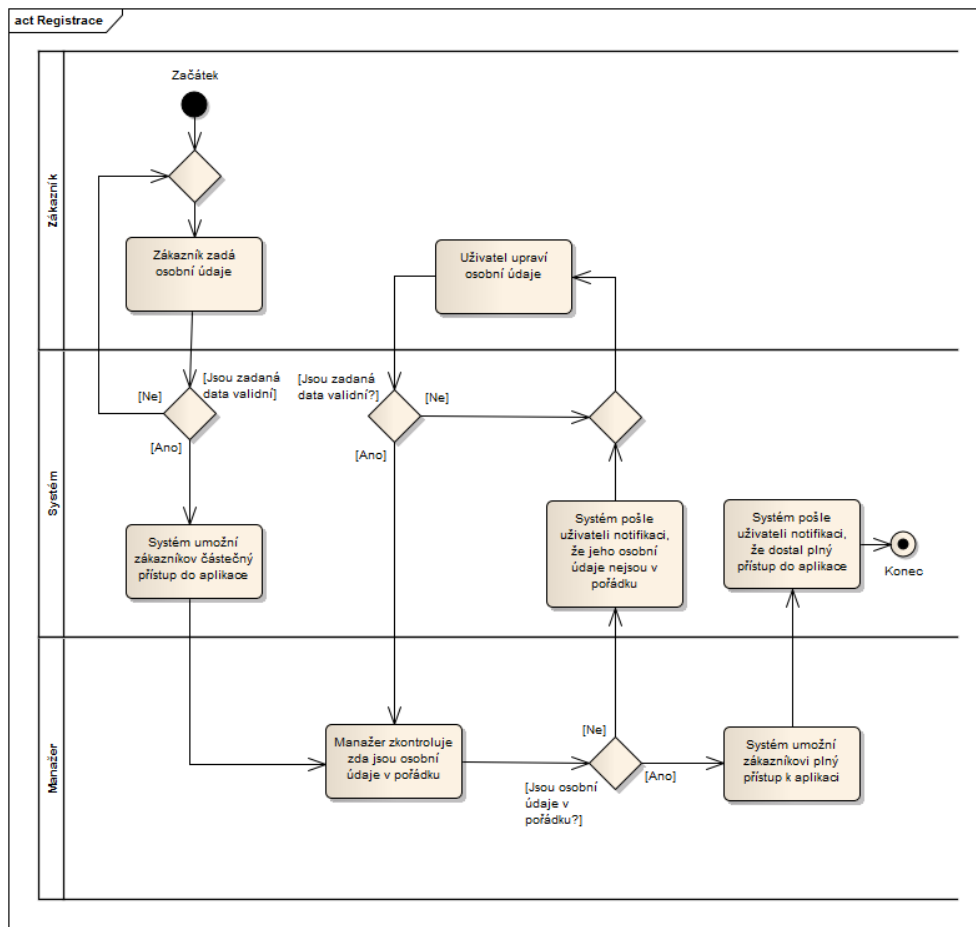 act Registrace
Zákazník
Začátek
Zákazník zadá
osobní údaje
Uživatel upraví
osobní údaje
Systém
[Jsou zadaná
data validní]
[Ne]
[Ano]
[Jsou zadaná
data validní?]
[Ne]
[Ano]
Systém umožní
zákazníkov částečný
přístup do aplikace
Systém pošle
uživateli notifikaci,
že jeho osobní
údaje nejsou v
pořádku
Systém pošle
uživateli notifikaci,
že dostal plný
přístup do aplikace
Konec
Manažer
Manažer zkontroluje
zda jsou osobní
údaje v pořádku
[Ne]
[Ano]
[Jsou osobní
údaje v
pořádku?]
Systém umožní
zákazníkovi plný
přístup k aplikaci